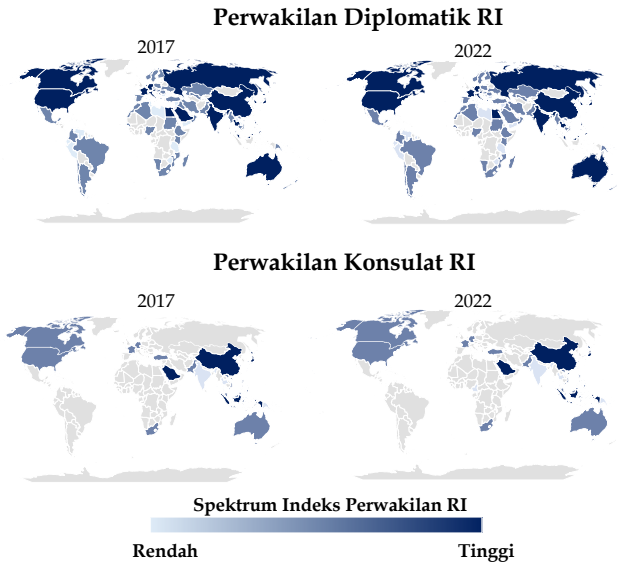 Perwakilan Diplomatik RI
2017
2022
Perwakilan Konsulat RI
2017
2022
Spektrum Indeks Perwakilan RI
Rendah
Tinggi